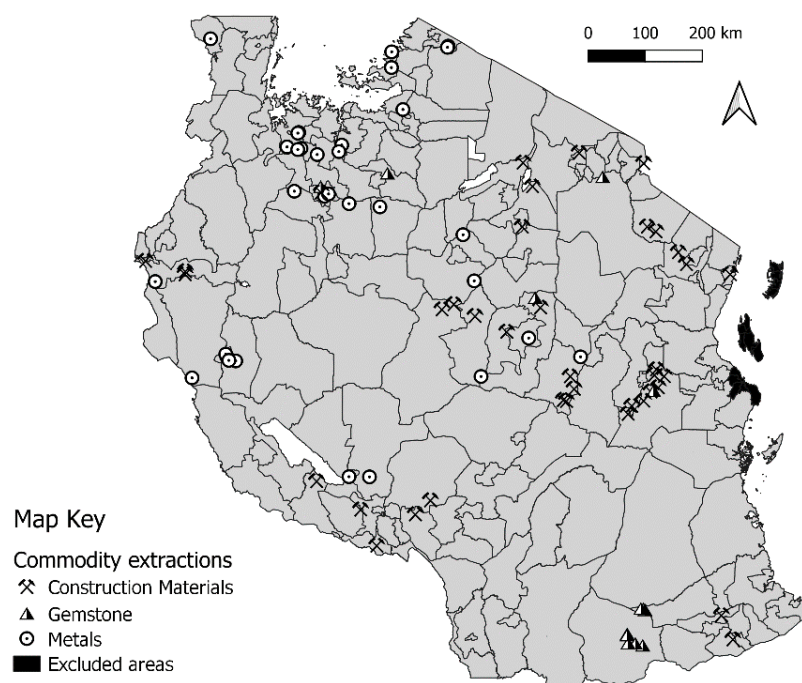 0 100 200 km
Map Key
Commodity extractions
Construction Materials
Gemstone
Metals
Excluded areas